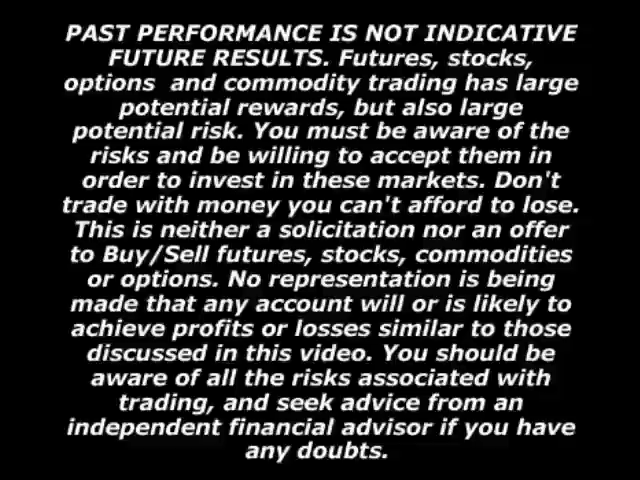 PAST PERFORMANCE IS NOT INDICATIVE
FUTURE RESULTS. Futures, stocks,
options and commodity trading has large
potential rewards, but also large
potential risk. You must be aware of the
risks and be willing to accept them in
order to invest in these markets. Don't
trade with money you can't afford to lose.
This is neither a solicitation nor an offer
to Buy/Sell futures, stocks, commodities
or options. No representation is being
made that any account will or is likely to
achieve profits or losses similar to those
discussed in this video. You should be
aware of all the risks associated with
trading, and seek advice from an
independent financial advisor if you have
any doubts.